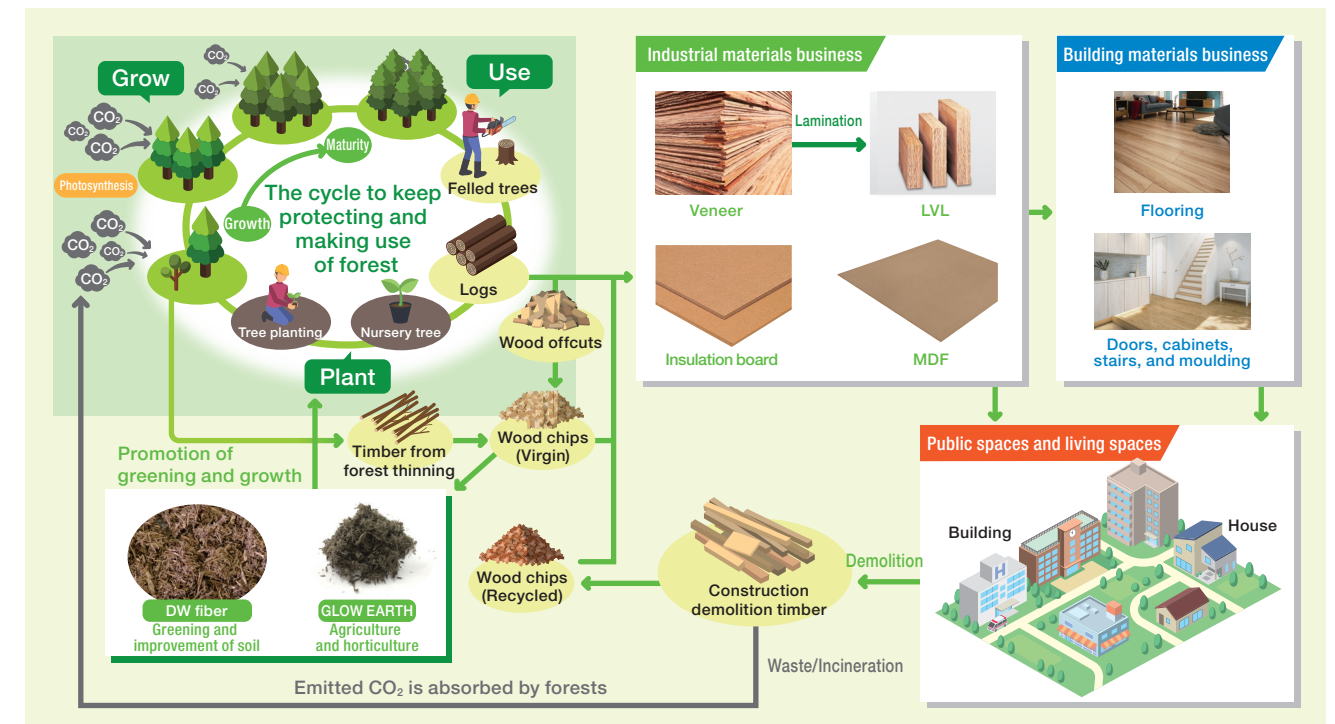 Grow
Use
Plant
CO₂
CO₂
CO₂
CO₂
CO₂
Photosynthesis
CO₂
CO₂
CO₂
CO₂
Maturity
Growth
The cycle to keep
protecting and
making use
of forest
Felled trees
Logs
Tree planting
Nursery tree
Wood offcuts
Timber from
forest thinning
Wood chips
(Virgin)
Promotion of
greening and growth
DW fiber
Greening and
improvement of soil
GLOW EARTH
Agriculture
and horticulture
Wood chips
(Recycled)
Construction
demolition timber
Demolition
Waste/Incineration
Emitted CO₂ is absorbed by forests
Industrial materials business
Veneer
Lamination
LVL
Insulation board
MDF
Building materials business
Flooring
Doors, cabinets,
stairs, and moulding
Public spaces and living spaces
Building
House
H